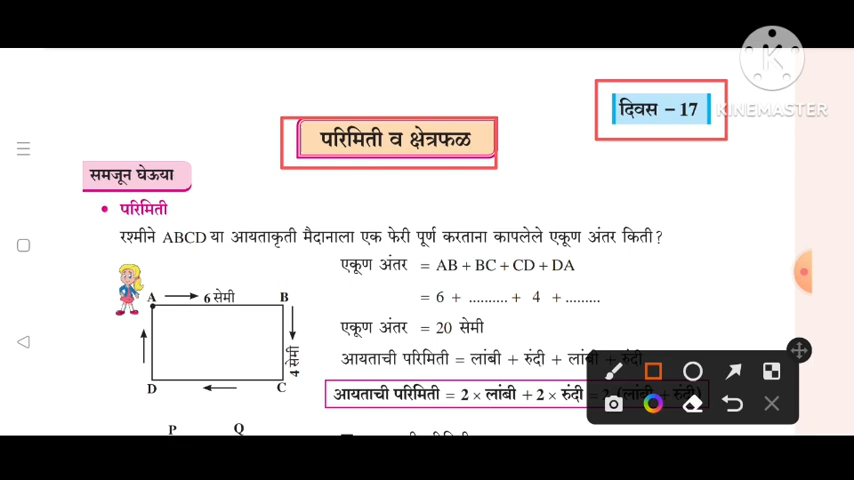 KINEMASTER
दिवस – 17
परिमिती व क्षेत्रफळ
समजून घेऊया
• परिमिती
रश्मीने ABCD या आयताकृती मैदानाला एक फेरी पूर्ण करताना कापलेले एकूण अंतर किती ?
एकूण अंतर = AB + BC + CD + DA
A 6 सेमी B
= 6 + .......... + 4 + .........
एकूण अंतर = 20 सेमी
4 सेमी
आयताची परिमिती = लांबी + रुंदी + लांबी + रुंदी
D C
आयताची परिमिती = 2 × लांबी + 2 × रुंदी = 2 (लांबी + रुंदी)
P Q